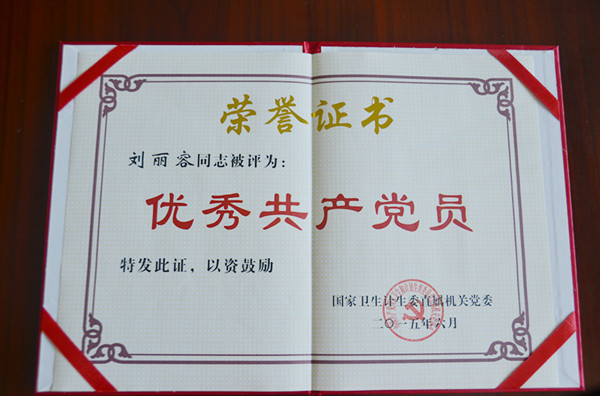 荣誉证书
刘丽容同志被评为:
优秀共产党员
特发此证，以资鼓励
国家卫生计生委直属机关党委
二〇一五年六月